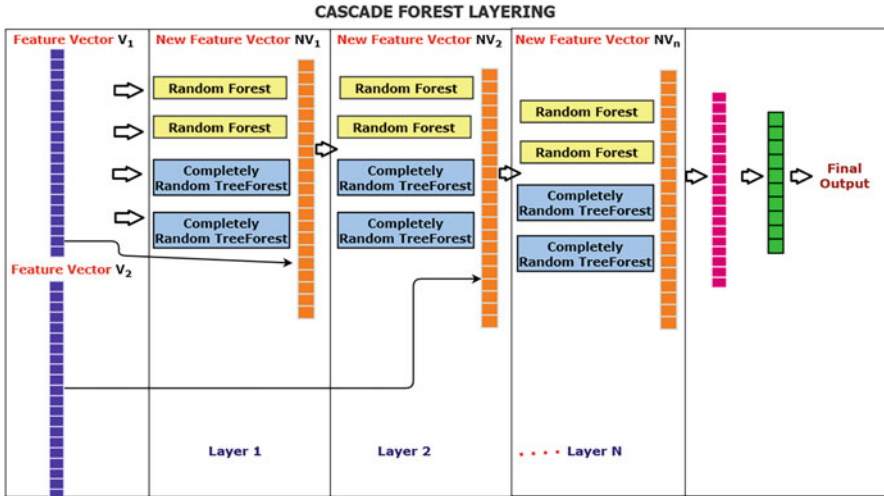 CASCADE FOREST LAYERING
Feature Vector V1
New Feature Vector NV1
New Feature Vector NV2
New Feature Vector NVn
Random Forest
Random Forest
Completely
Random TreeForest
Completely
Random TreeForest
Random Forest
Random Forest
Completely
Random TreeForest
Completely
Random TreeForest
Random Forest
Random Forest
Completely
Random TreeForest
Completely
Random TreeForest
Final
Output
Feature Vector V2
Layer 1
Layer 2
. . . . Layer N